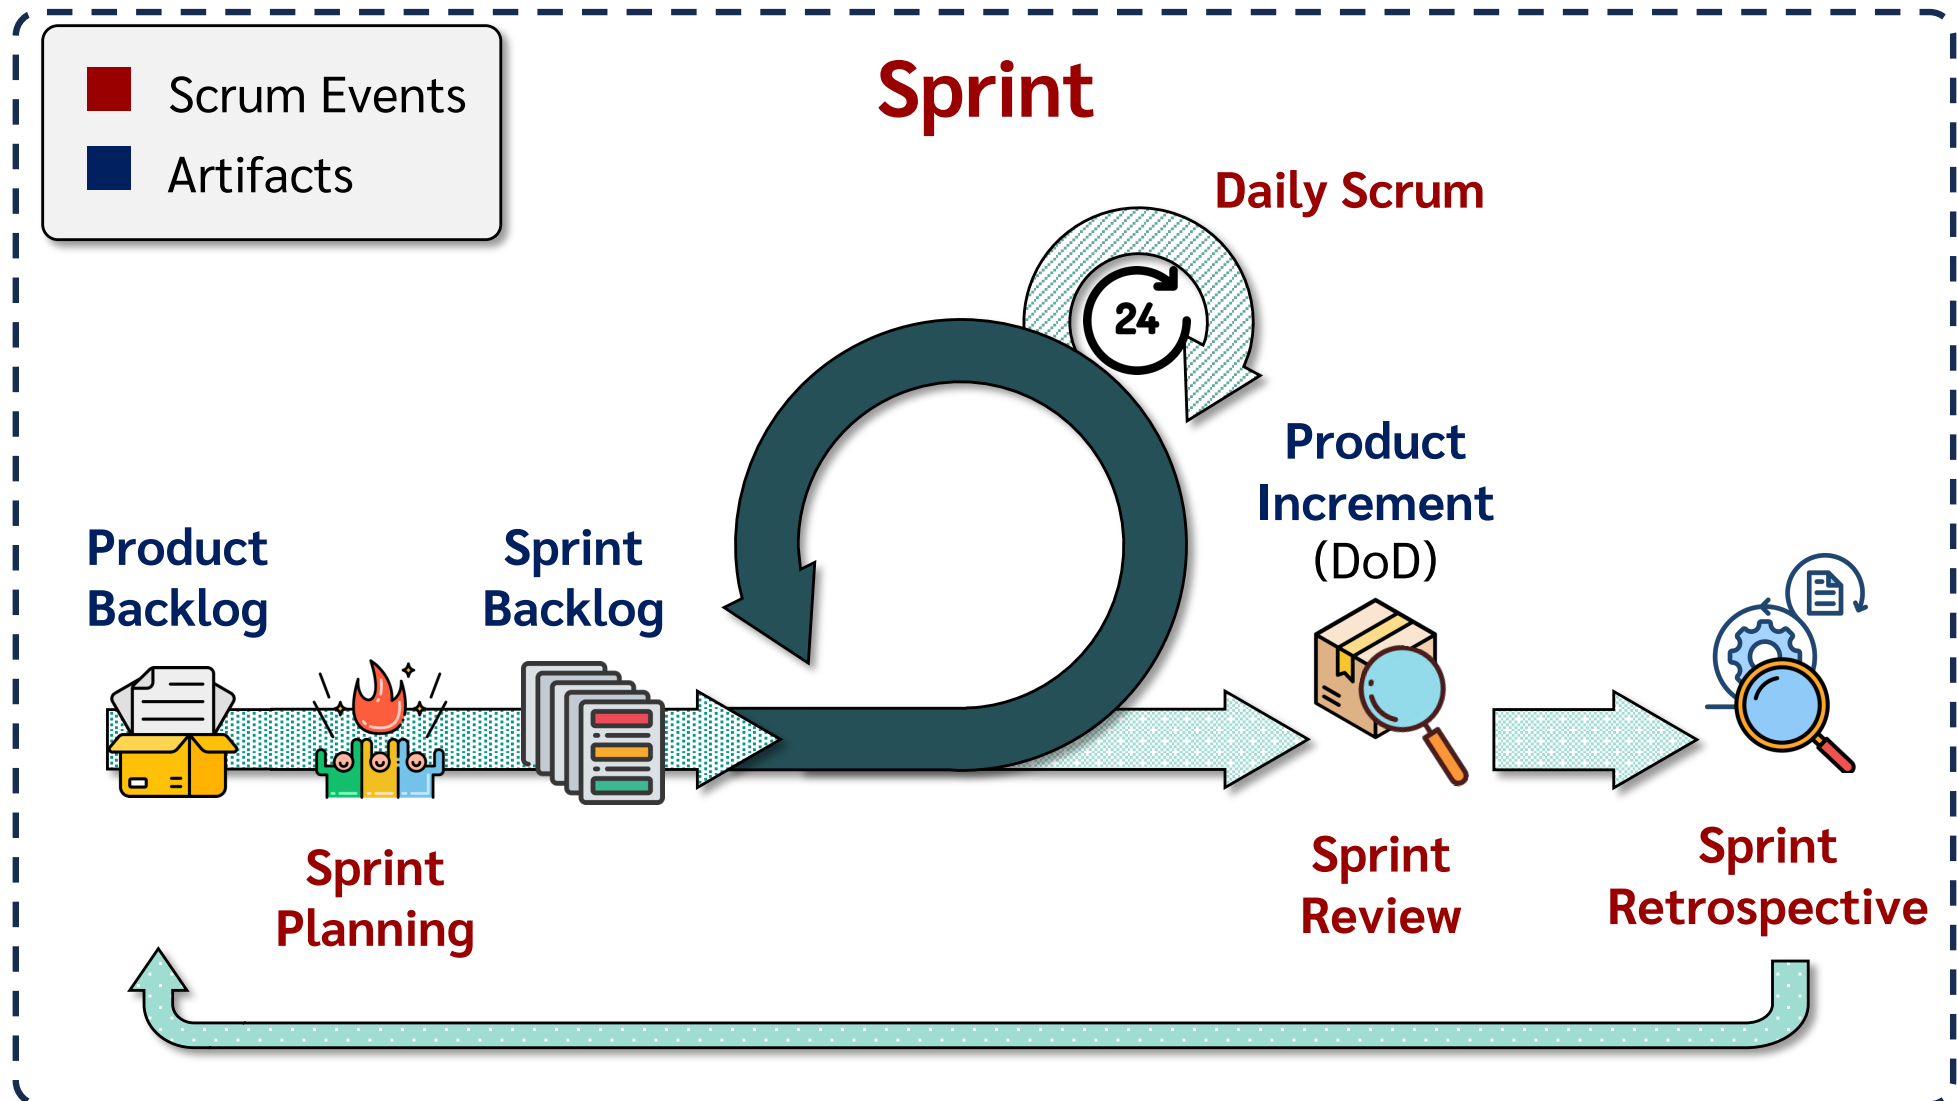 Scrum Events
Artifacts
Sprint
Daily Scrum
24
Product
Increment
(DoD)
Product
Backlog
Sprint
Backlog
Sprint
Planning
Sprint
Review
Sprint
Retrospective